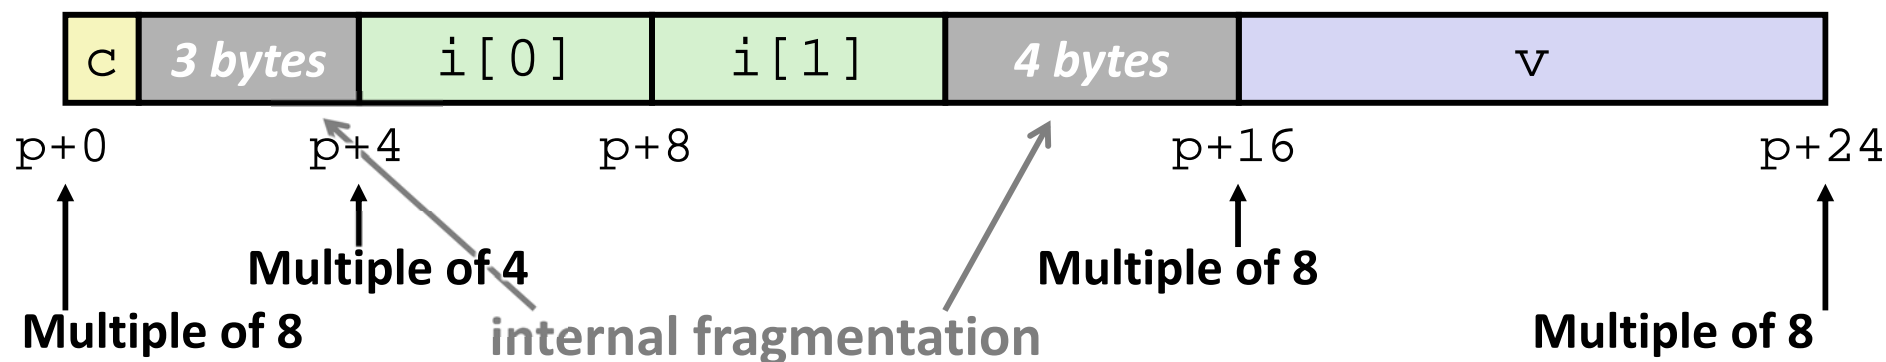 c 3 bytes i[0] i[1] 4 bytes v
p+0 p+4 p+8 p+16 p+24
Multiple of 4 Multiple of 8
Multiple of 8 internal fragmentation Multiple of 8